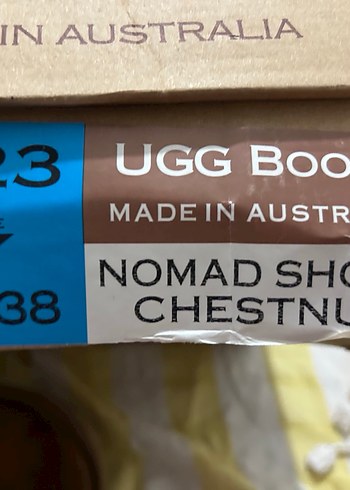 IN AUSTRALIA
23
UGG BOO
MADE IN AUSTR
E
NOMAD SHO
38
CHESTNU